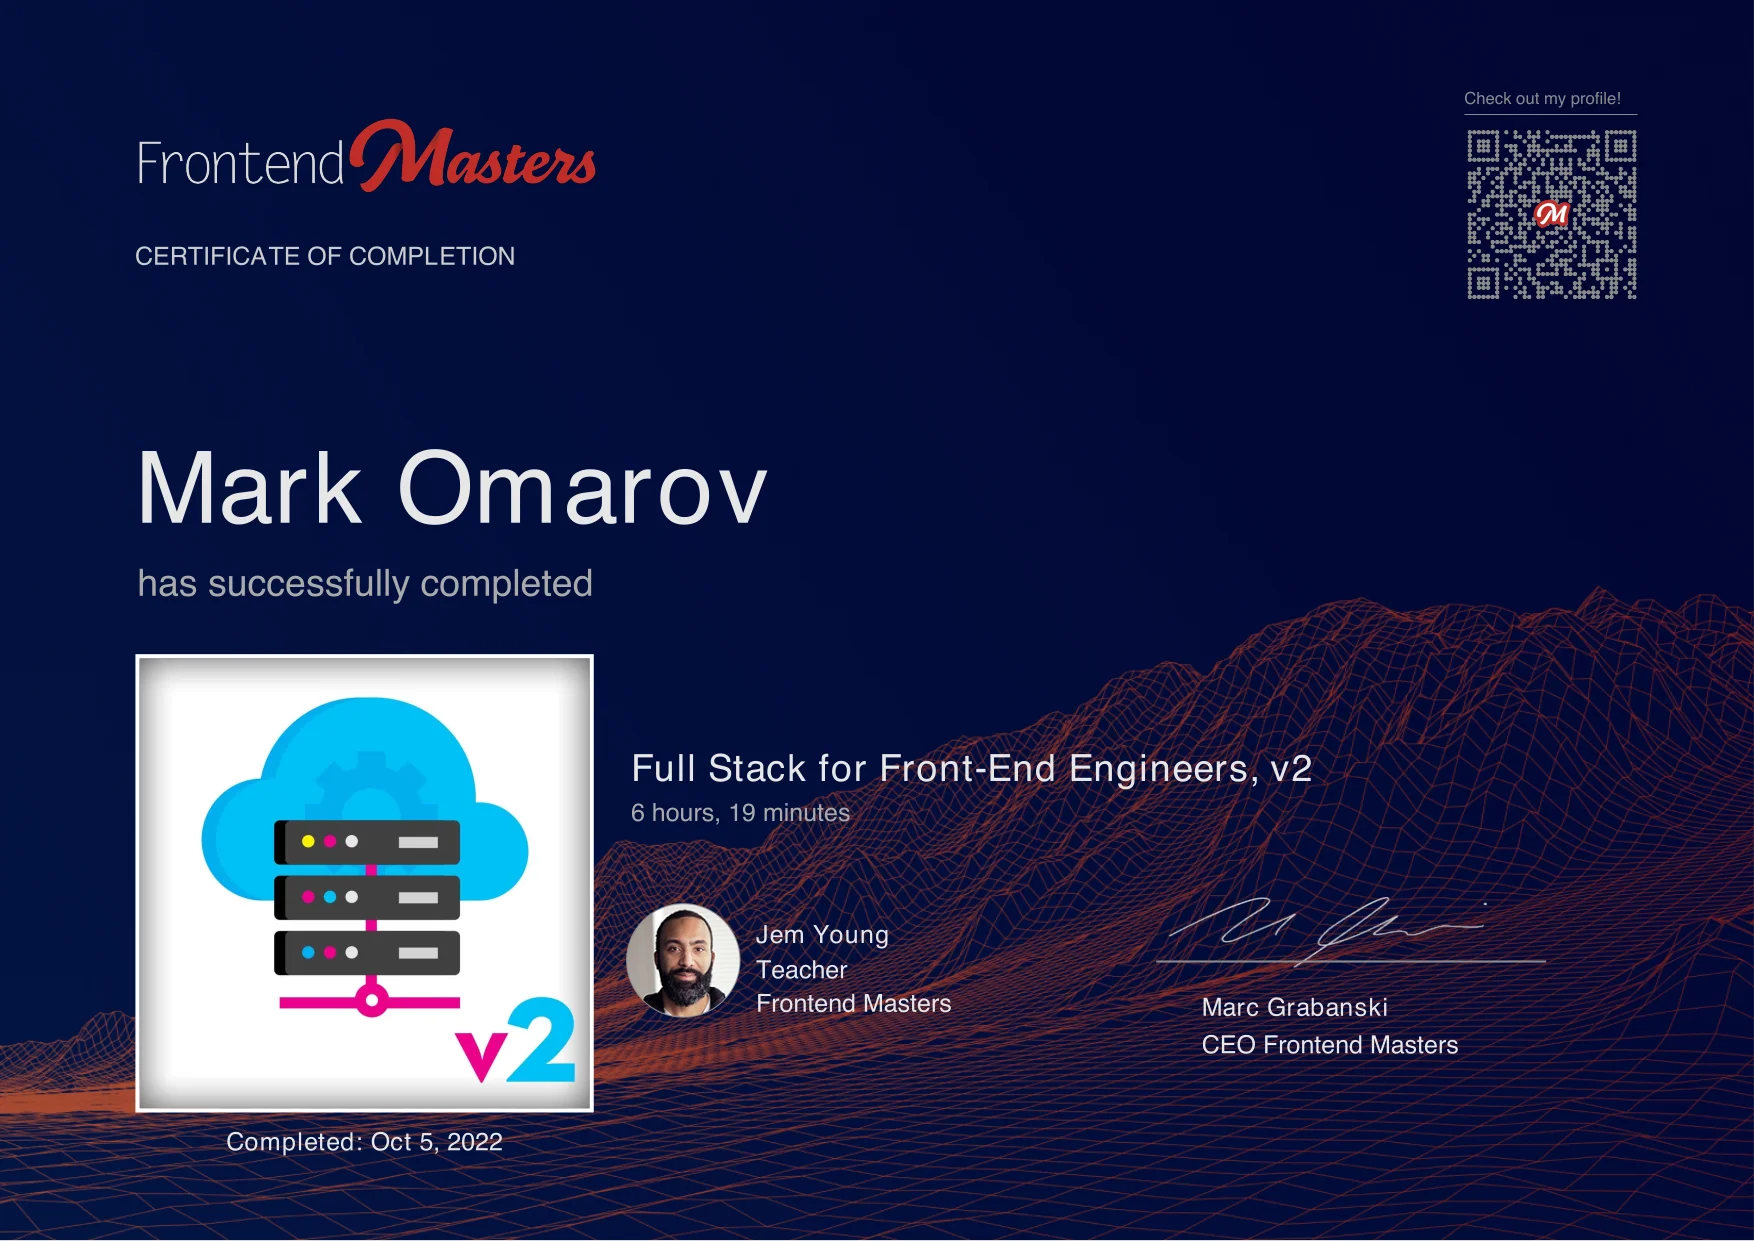 Check out my profile!
Frontend Masters
CERTIFICATE OF COMPLETION
M
Mark Omarov
has successfully completed
Full Stack for Front-End Engineers, v2
6 hours, 19 minutes
Jem Young
Teacher
Frontend Masters
Marc Grabanski
CEO Frontend Masters
v2
Completed: Oct 5, 2022